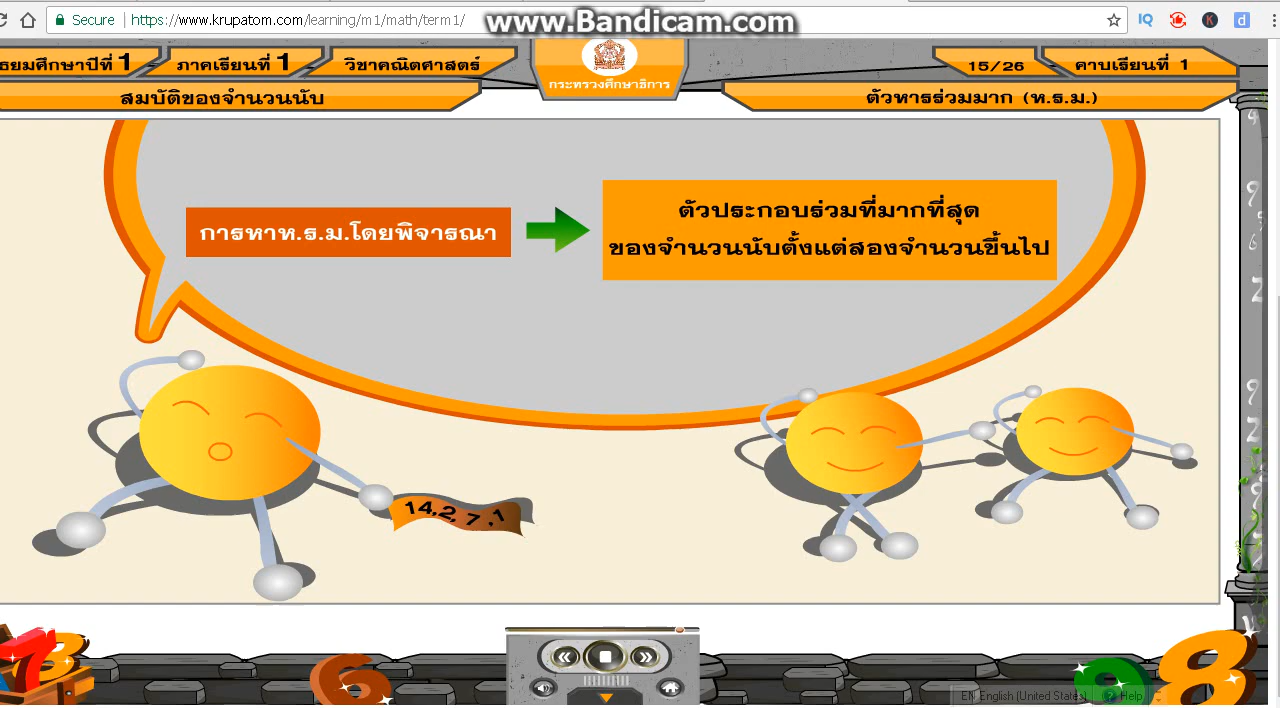 Secure https://www.krupatom.com/learning/m1/math/term1/
www.Bandicam.com
ธยมศึกษาปีที่ 1
ภาคเรียนที่ 1
วิชาคณิตศาสตร์
กระทรวงศึกษาธิการ
15/26
คาบเรียนที่ 1
สมบัติของจำนวนนับ
ตัวหารร่วมมาก (ห.ร.ม.)
การหาห.ร.ม.โดยพิจารณา
ตัวประกอบร่วมที่มากที่สุด
ของจำนวนนับตั้งแต่สองจำนวนขึ้นไป
14,2, 7 ,1
EN English (United States) Help